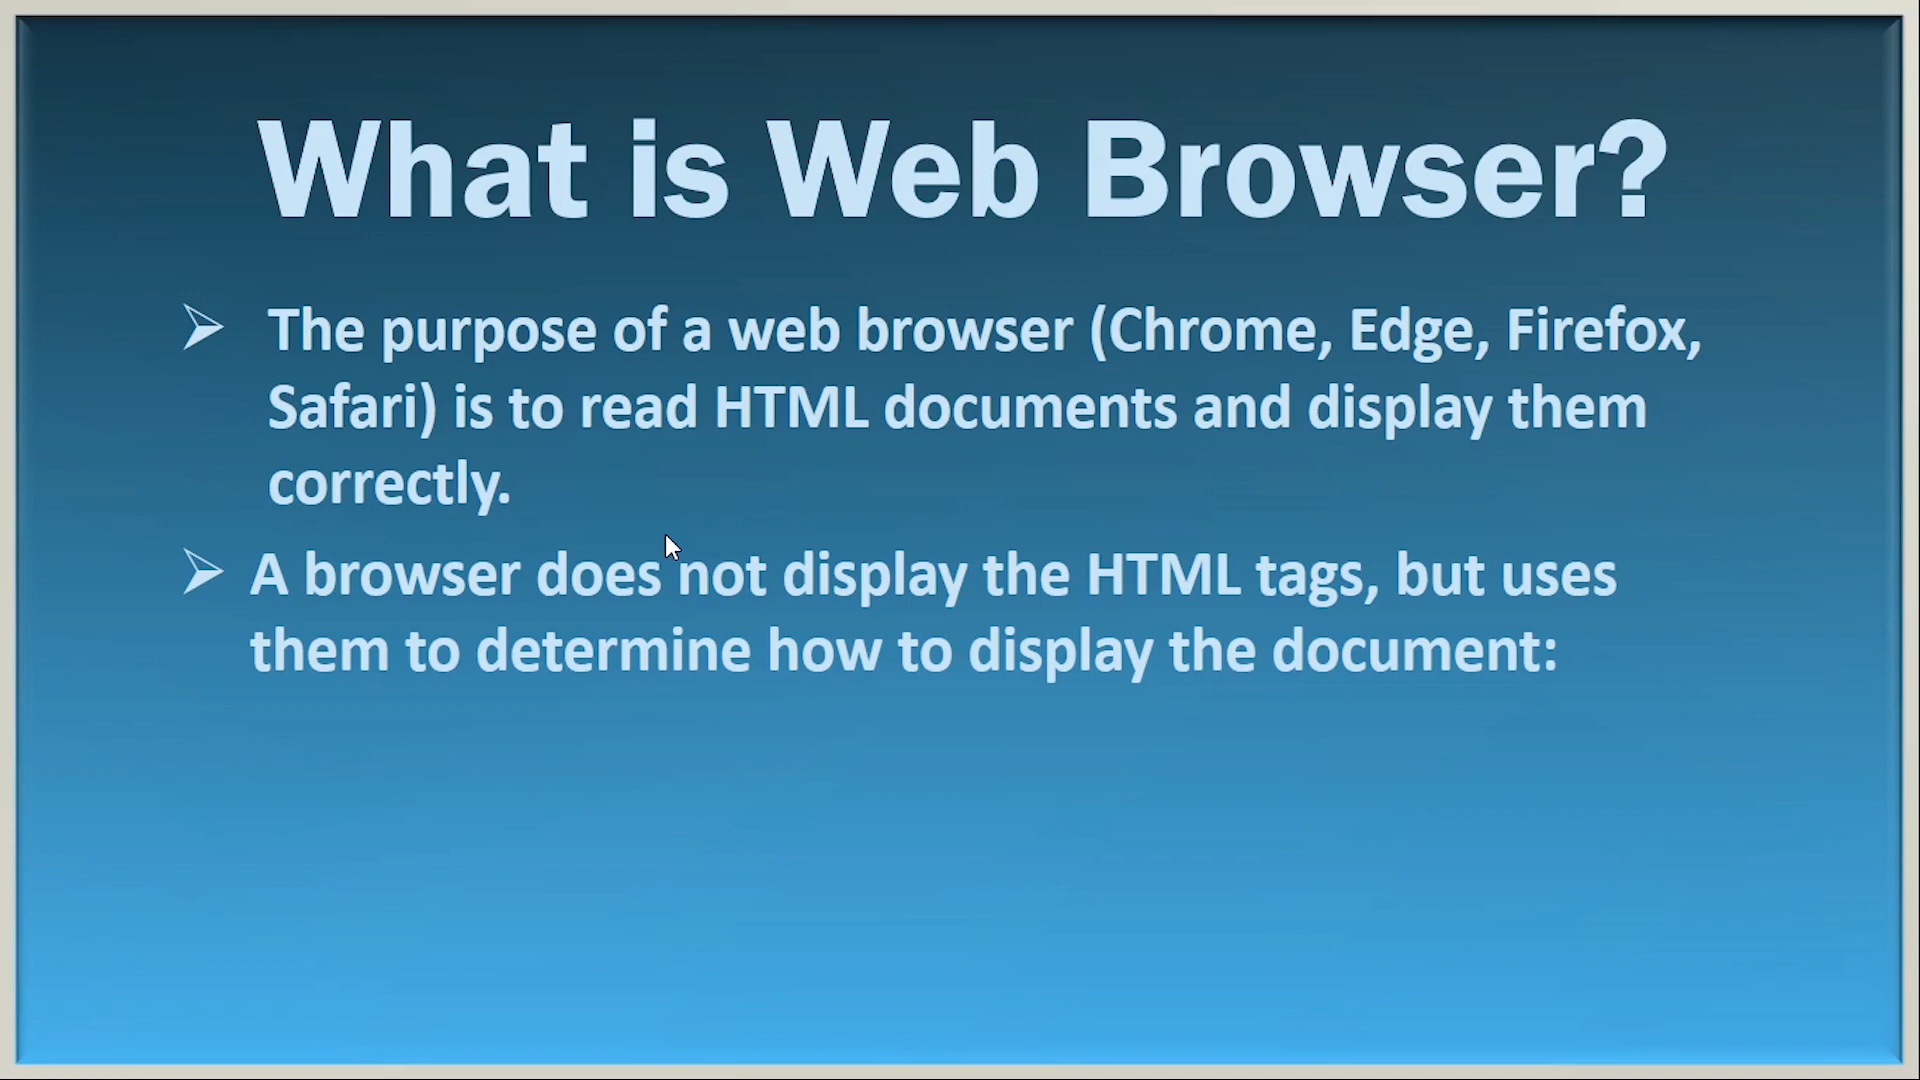 What is Web Browser?
The purpose of a web browser (Chrome, Edge, Firefox,
Safari) is to read HTML documents and display them
correctly.
A browser does not display the HTML tags, but uses
them to determine how to display the document: